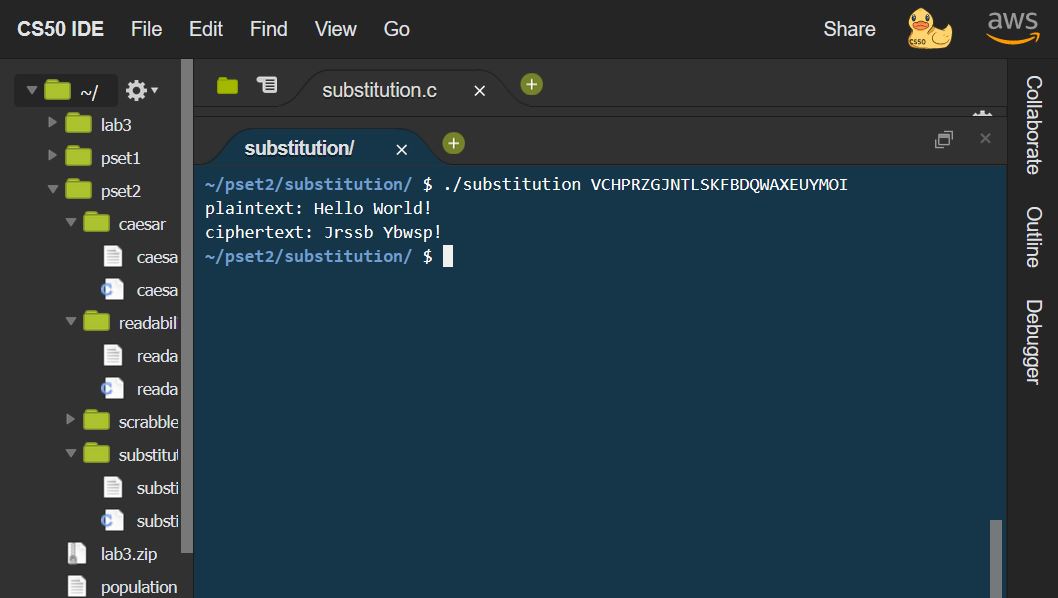 CS50 IDE File Edit Find View Go Share CS50 aws
~/
lab3
pset1
pset2
caesar
caesa
caesa
readabil
reada
reada
scrabble
substitut
substi
substi
lab3.zip
population
substitution.c
substitution/
~/pset2/substitution/ $ ./substitution VCHPRZGJNTLSKFBDQWAXEUYMOI
plaintext: Hello World!
ciphertext: Jrssb Ybwsp!
~/pset2/substitution/ $
Collaborate
Outline
Debugger